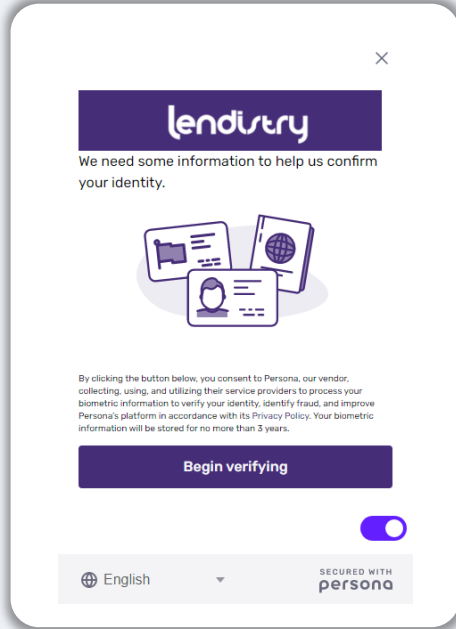 lendistry
We need some information to help us confirm
your identity.
By clicking the button below, you consent to Persona, our vendor,
collecting, using, and utilizing their service providers to process your
biometric information to verify your identity, identify fraud, and improve
Persona's platform in accordance with its Privacy Policy. Your biometric
information will be stored for no more than 3 years.
Begin verifying
English
SECURED WITH
persona